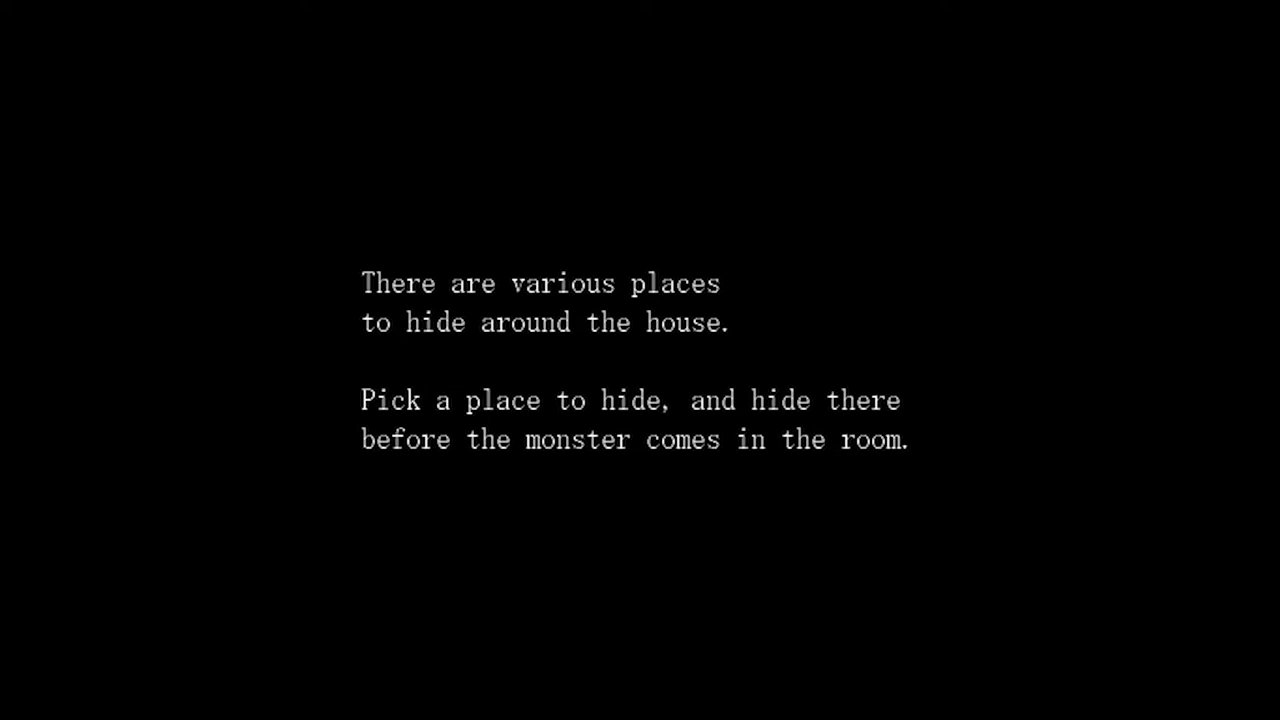 There are various places
to hide around the house.
Pick a place to hide, and hide there
before the monster comes in the room.